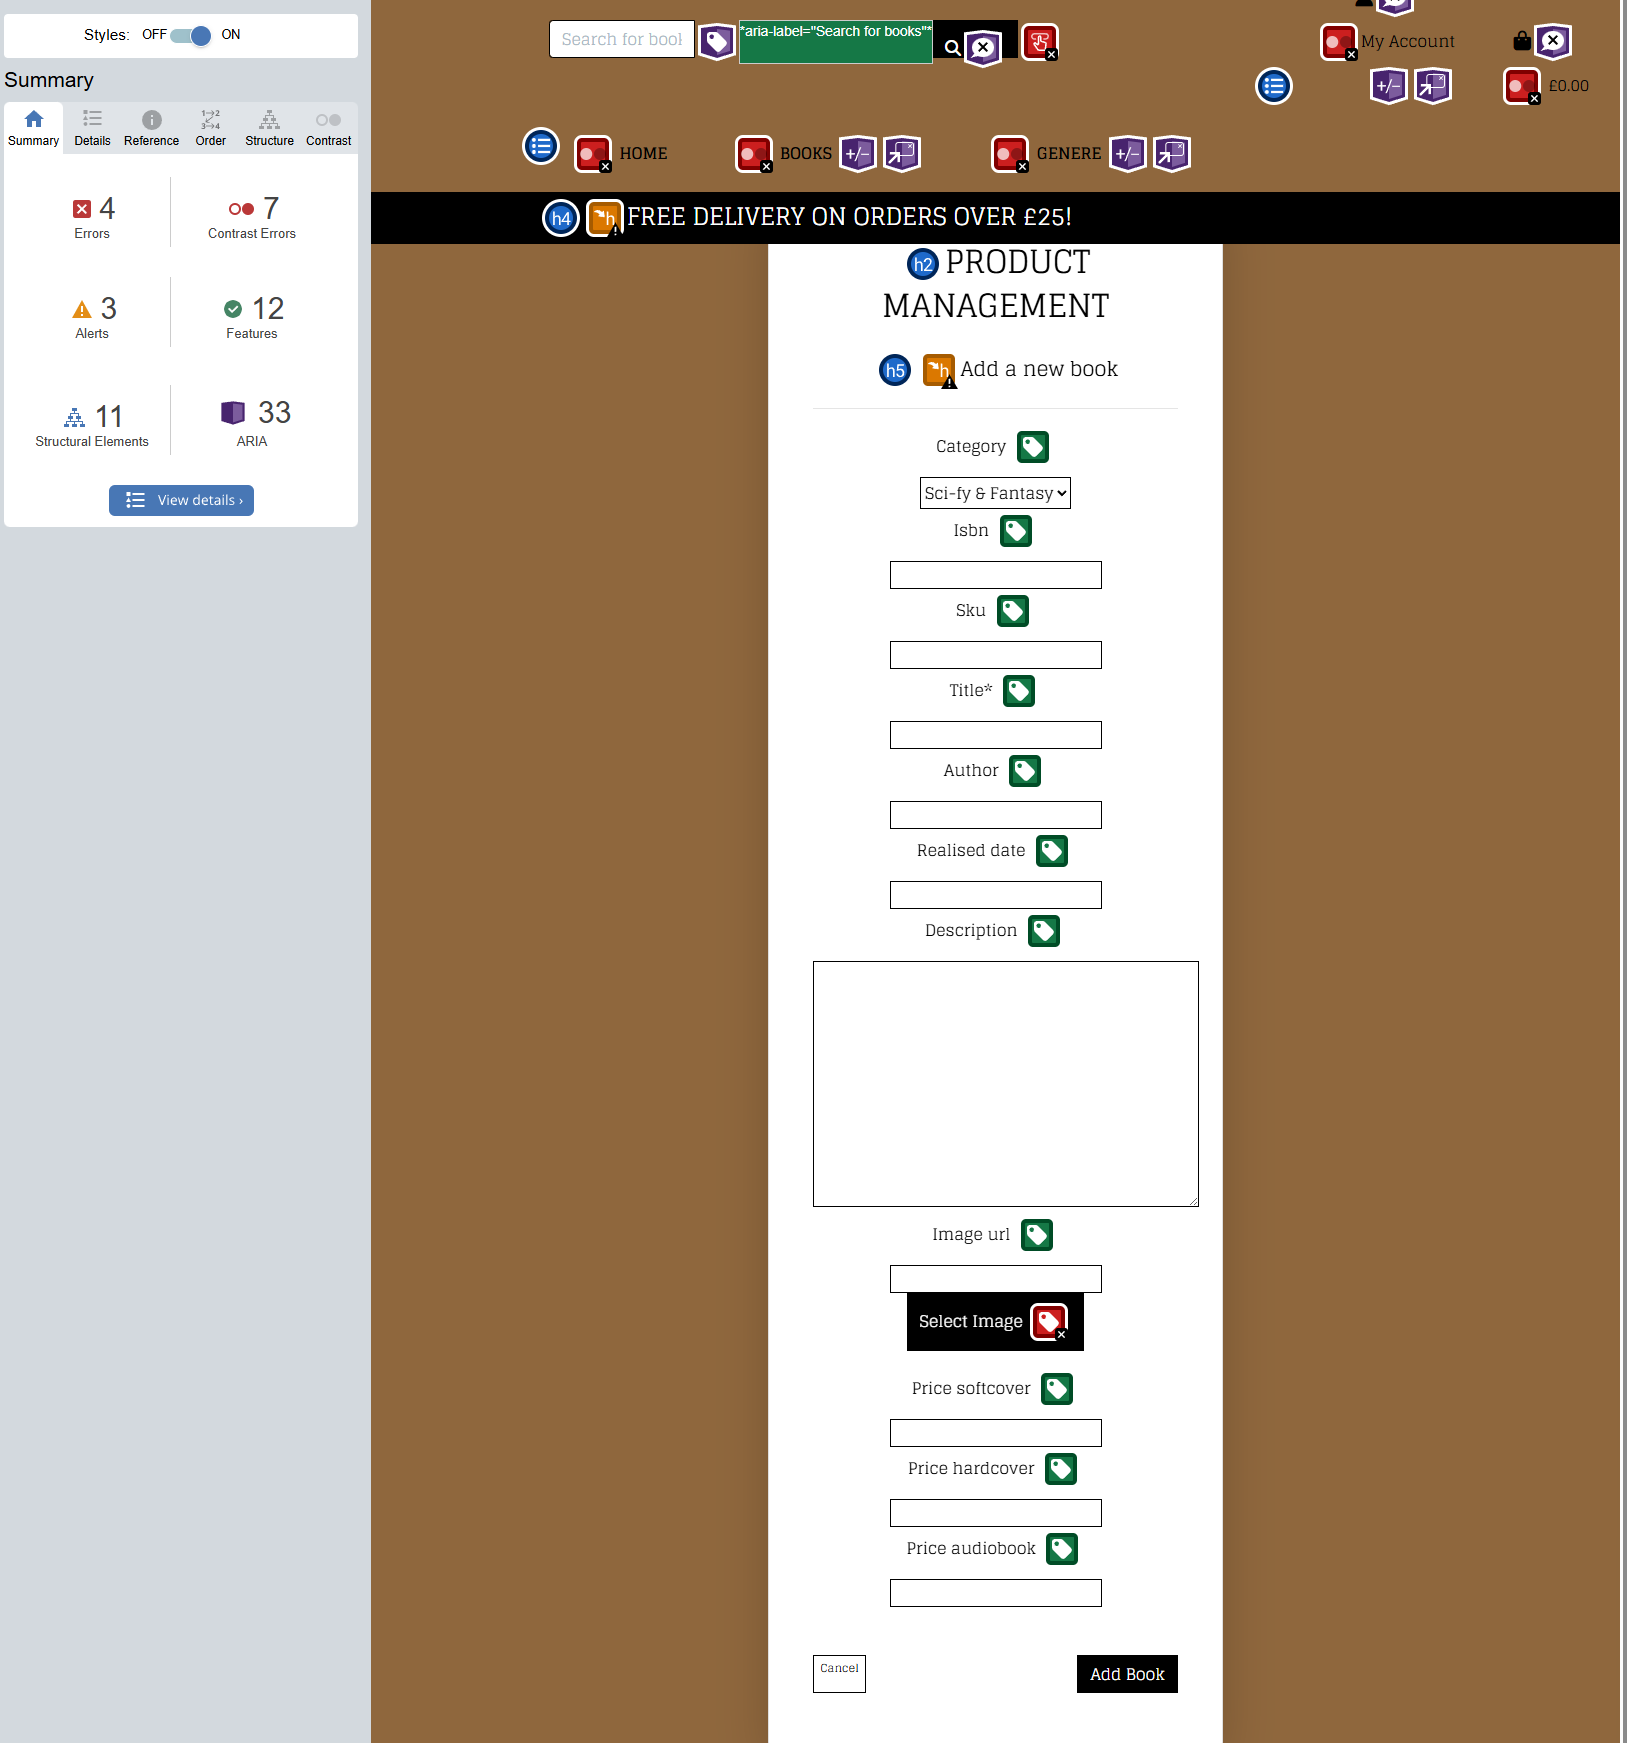 Styles: OFF ON
Summary
Summary Details Reference Order Structure Contrast
4
Errors
7
Contrast Errors
3
Alerts
12
Features
11
Structural Elements
33
ARIA
View details ›
Search for bool
*aria-label="Search for books"*
My Account
£0.00
HOME
BOOKS
+/-
GENERE
+/-
+/-
h4 FREE DELIVERY ON ORDERS OVER £25!
h2 PRODUCT
MANAGEMENT
h5 Add a new book
Category
Sci-fy & Fantasy
Isbn
Sku
Title*
Author
Realised date
Description
Image url
Select Image
Price softcover
Price hardcover
Price audiobook
Cancel
Add Book